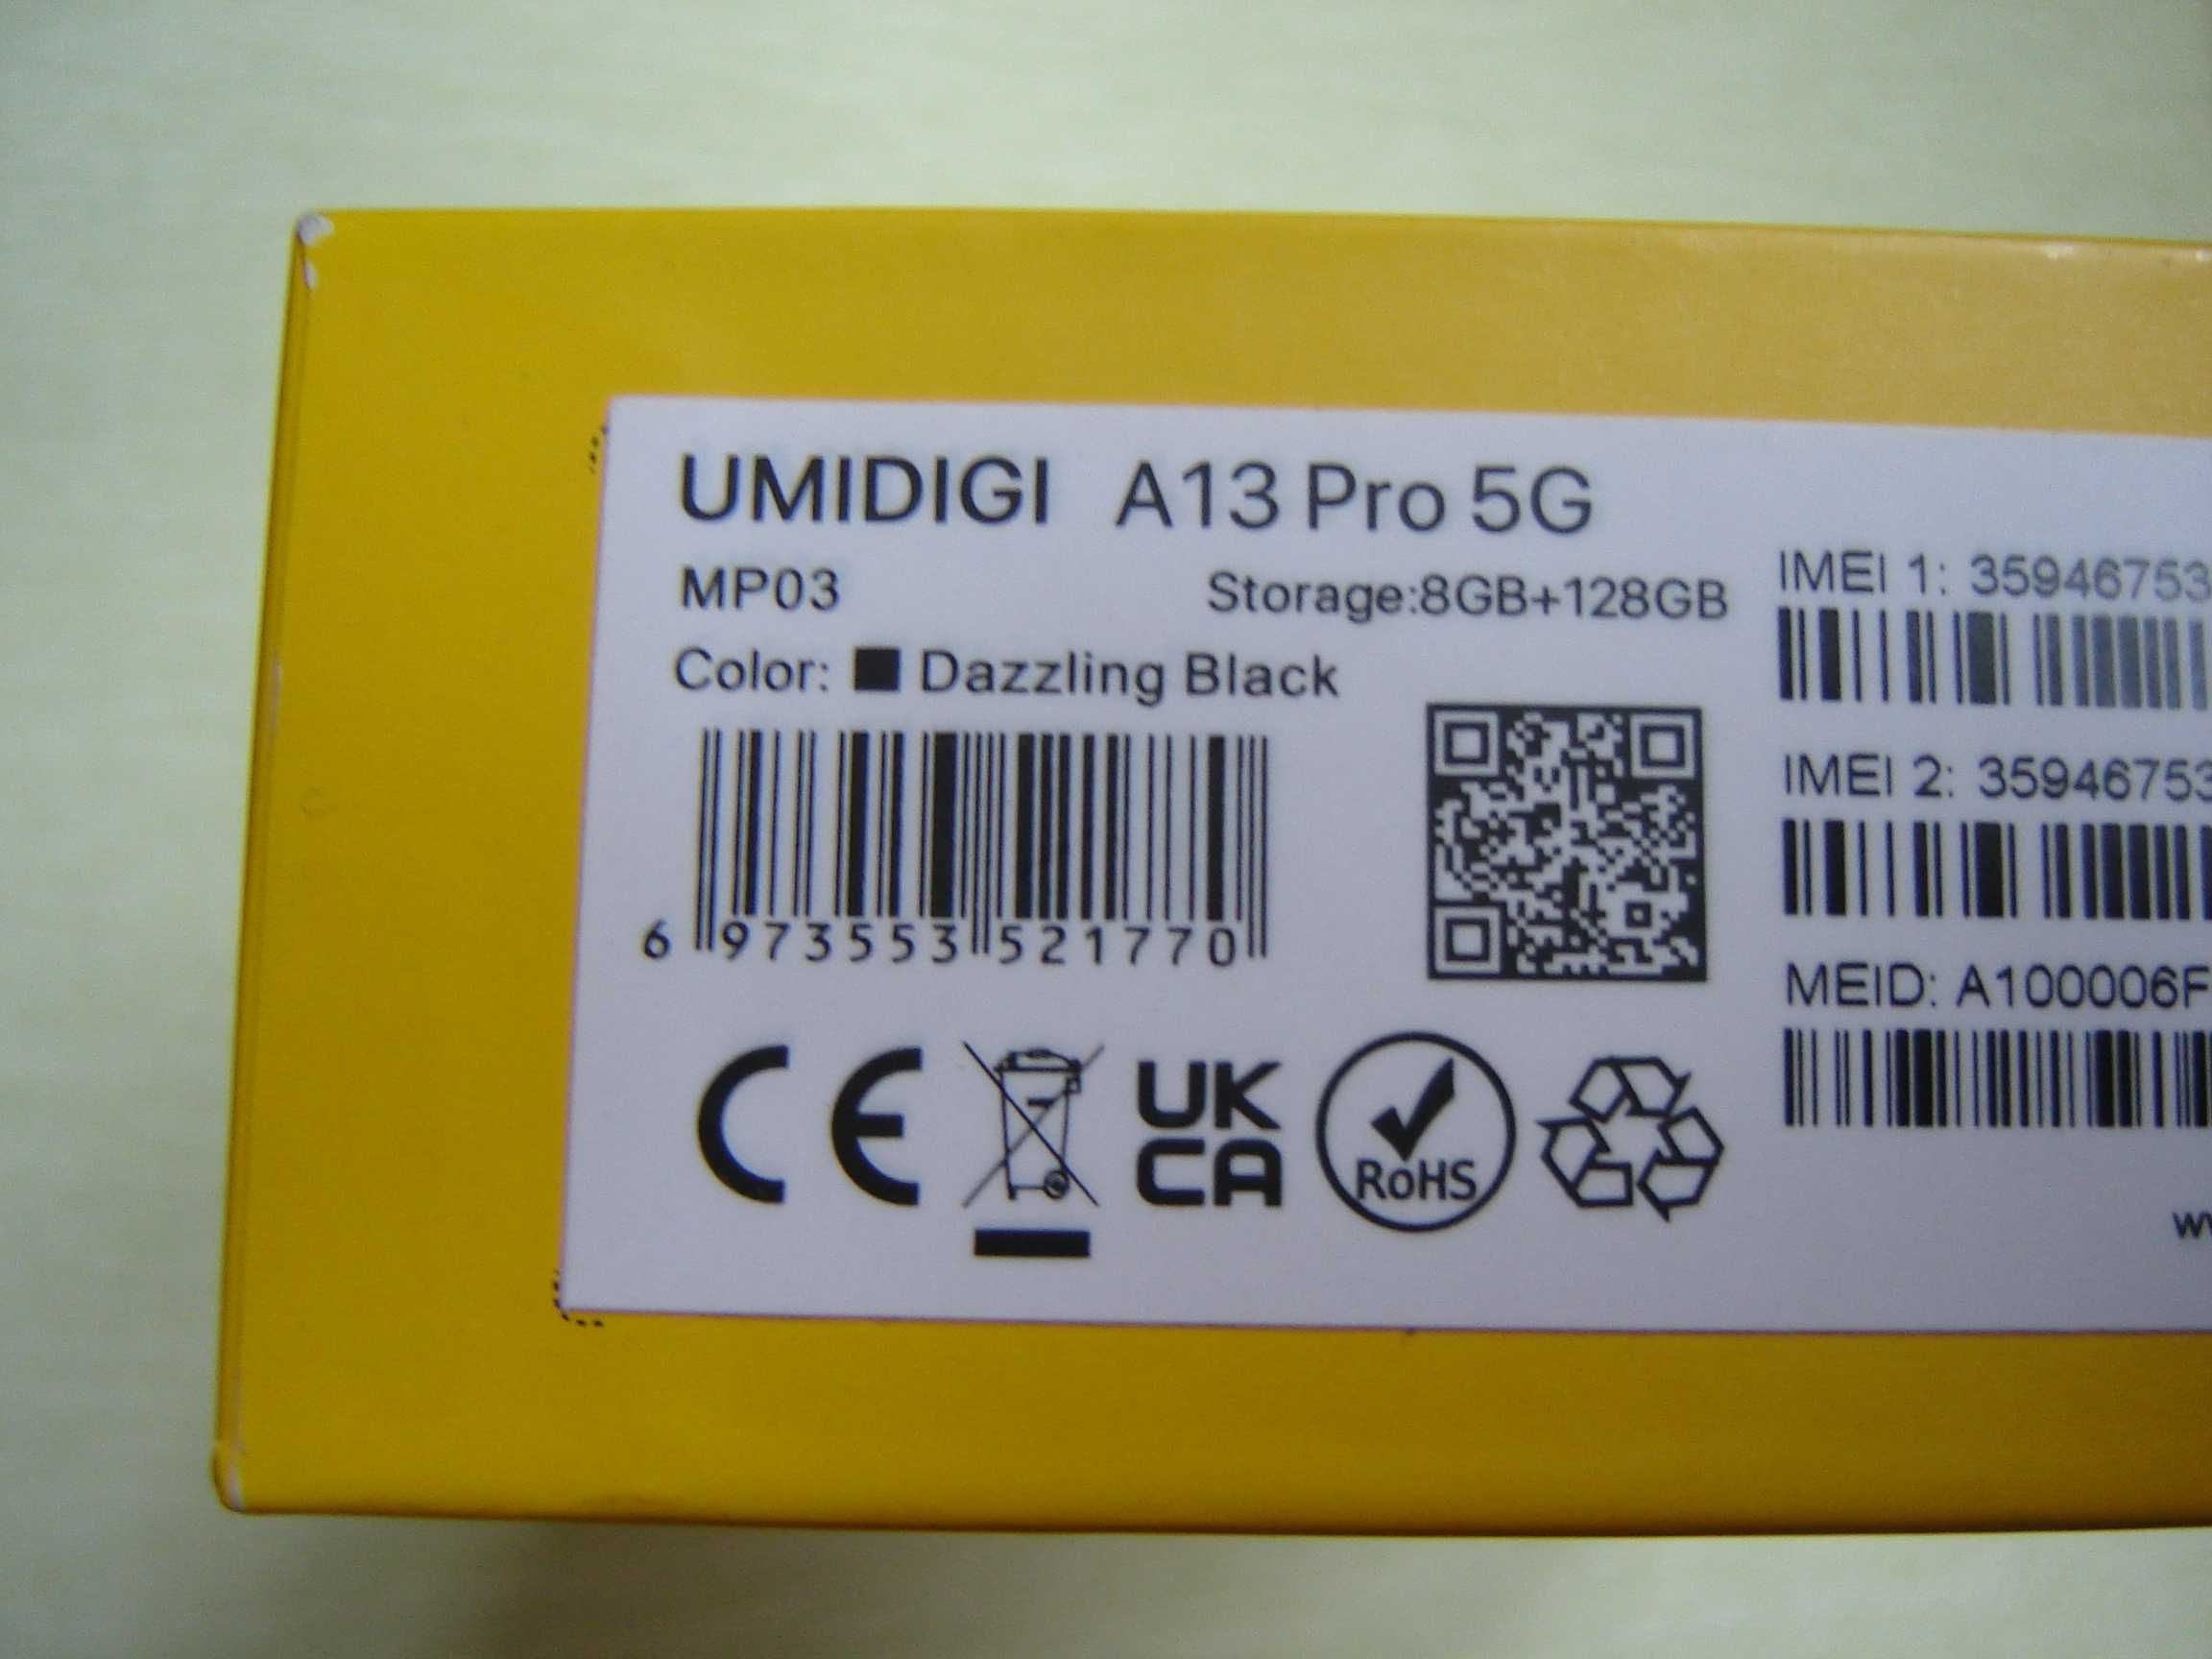 UMIDIGI A13 Pro 5G
MP03 Storage:8GB+128GB
Color: Dazzling Black
6 973553 521770
CE
UK
CA
RoHS
IMEI 1: 35946753
IMEI 2: 35946753
MEID: A100006F